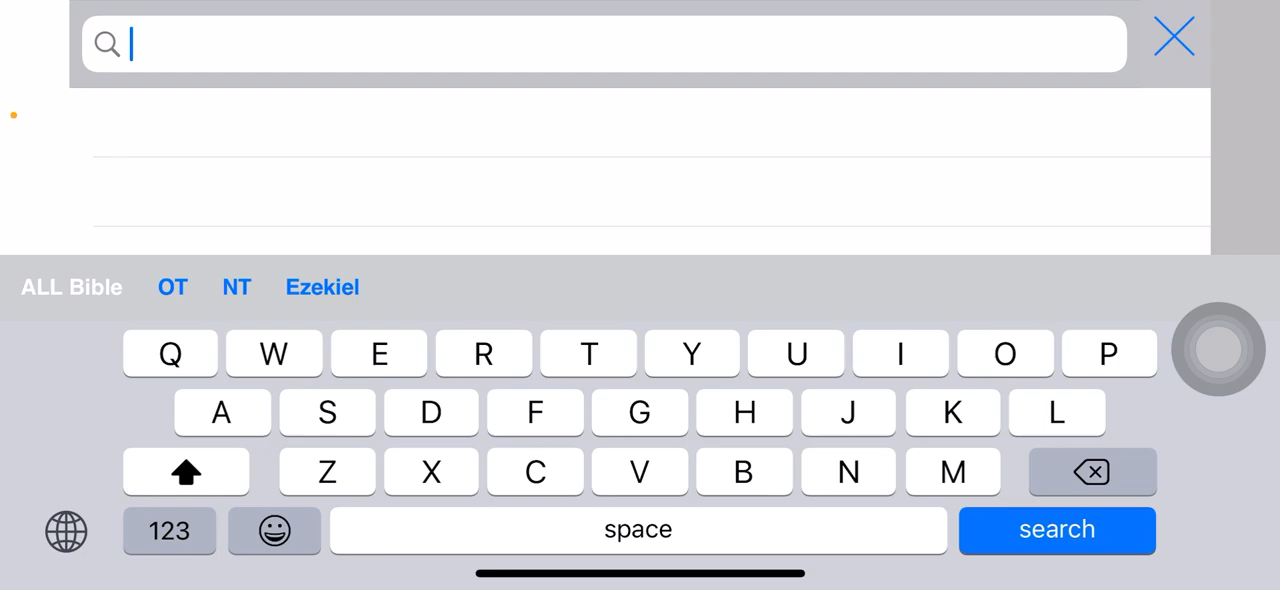 ALL Bible OT NT Ezekiel
Q W E R T Y U I O P
A S D F G H J K L
Z X C V B N M
123 space search